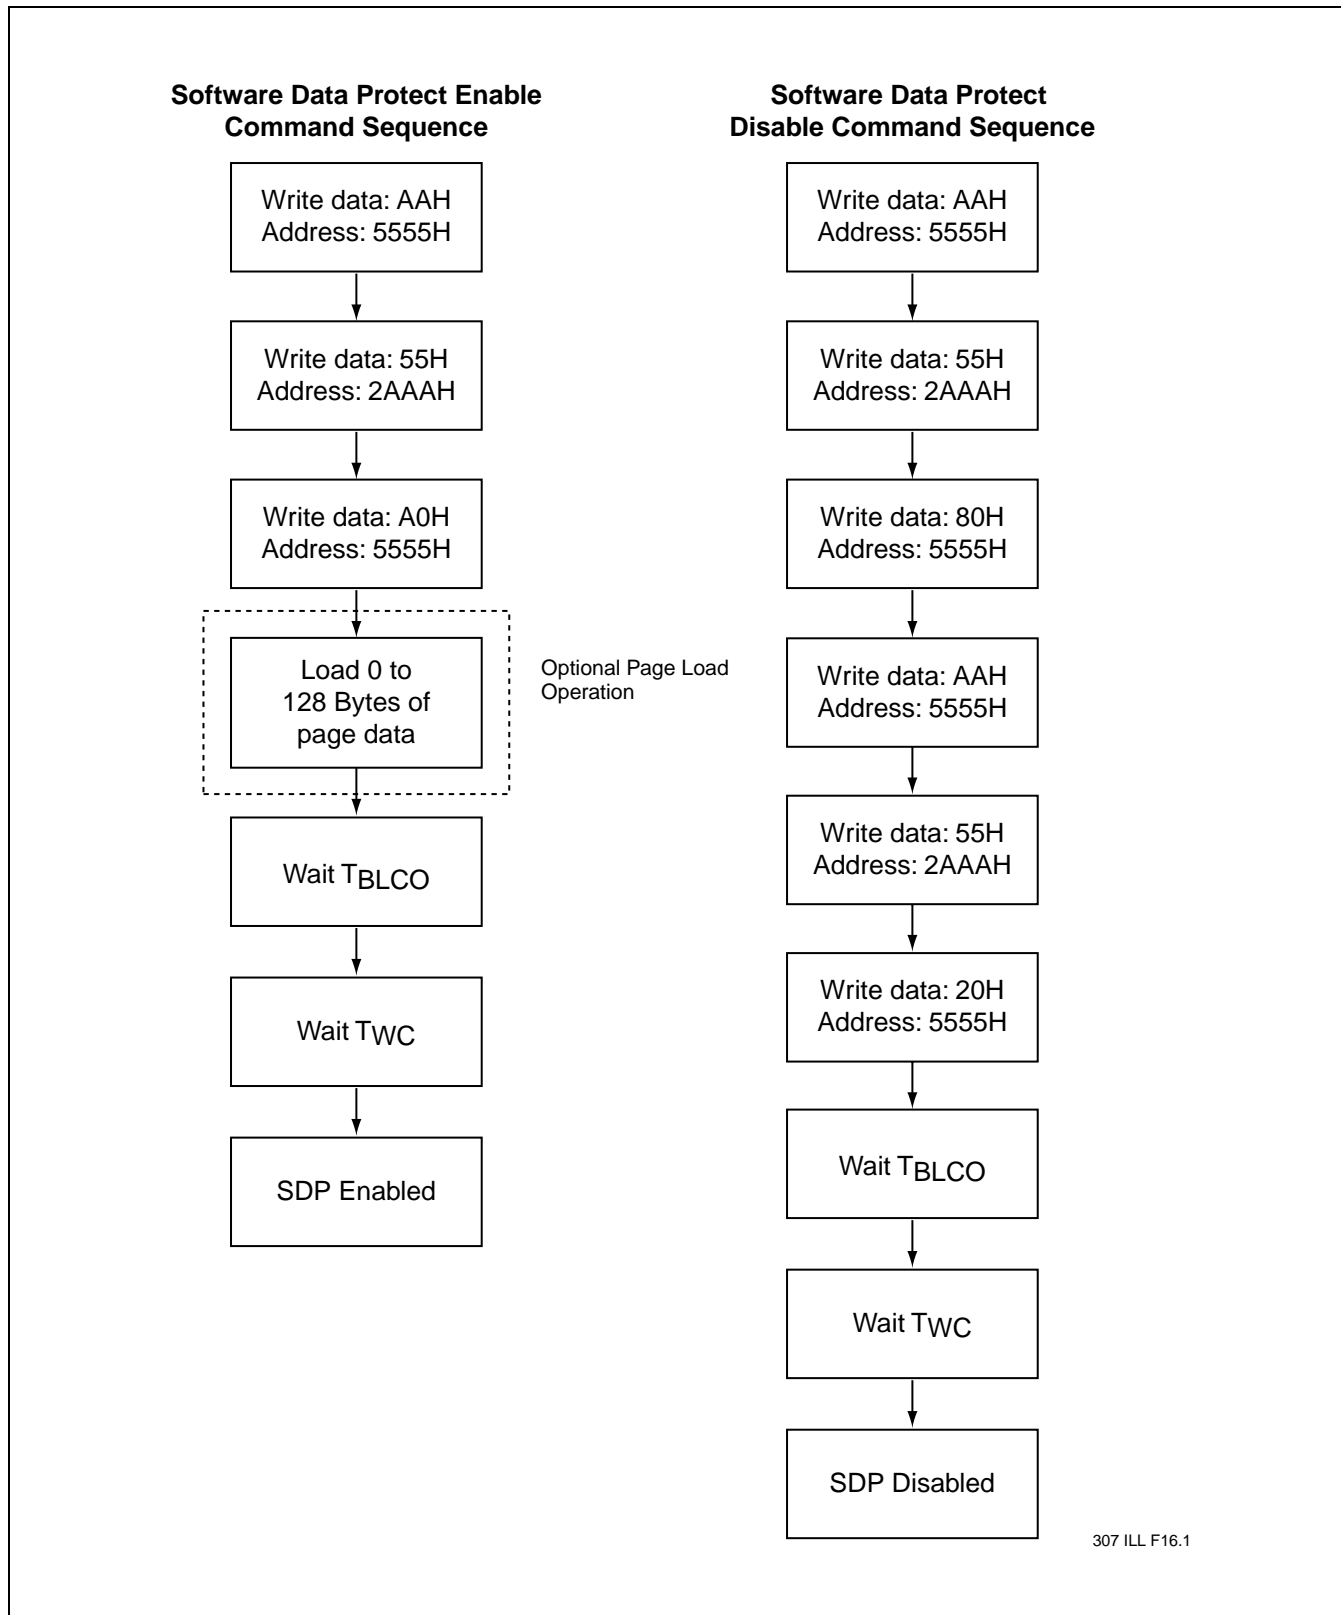 Software Data Protect Enable
Command Sequence
Write data: AAH
Address: 5555H
Write data: 55H
Address: 2AAAH
Write data: A0H
Address: 5555H
Load 0 to
128 Bytes of
page data
Optional Page Load
Operation
Wait TBLCO
Wait TWC
SDP Enabled
Software Data Protect
Disable Command Sequence
Write data: AAH
Address: 5555H
Write data: 55H
Address: 2AAAH
Write data: 80H
Address: 5555H
Write data: AAH
Address: 5555H
Write data: 55H
Address: 2AAAH
Write data: 20H
Address: 5555H
Wait TBLCO
Wait TWC
SDP Disabled
307 ILL F16.1